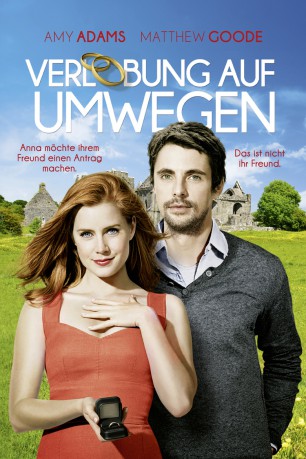 AMY ADAMS MATTHEW GOODE
VERLOBUNG AUF
UMWEGEN
Anna möchte ihrem
Freund einen Antrag
machen.
Das ist nicht
ihr Freund.